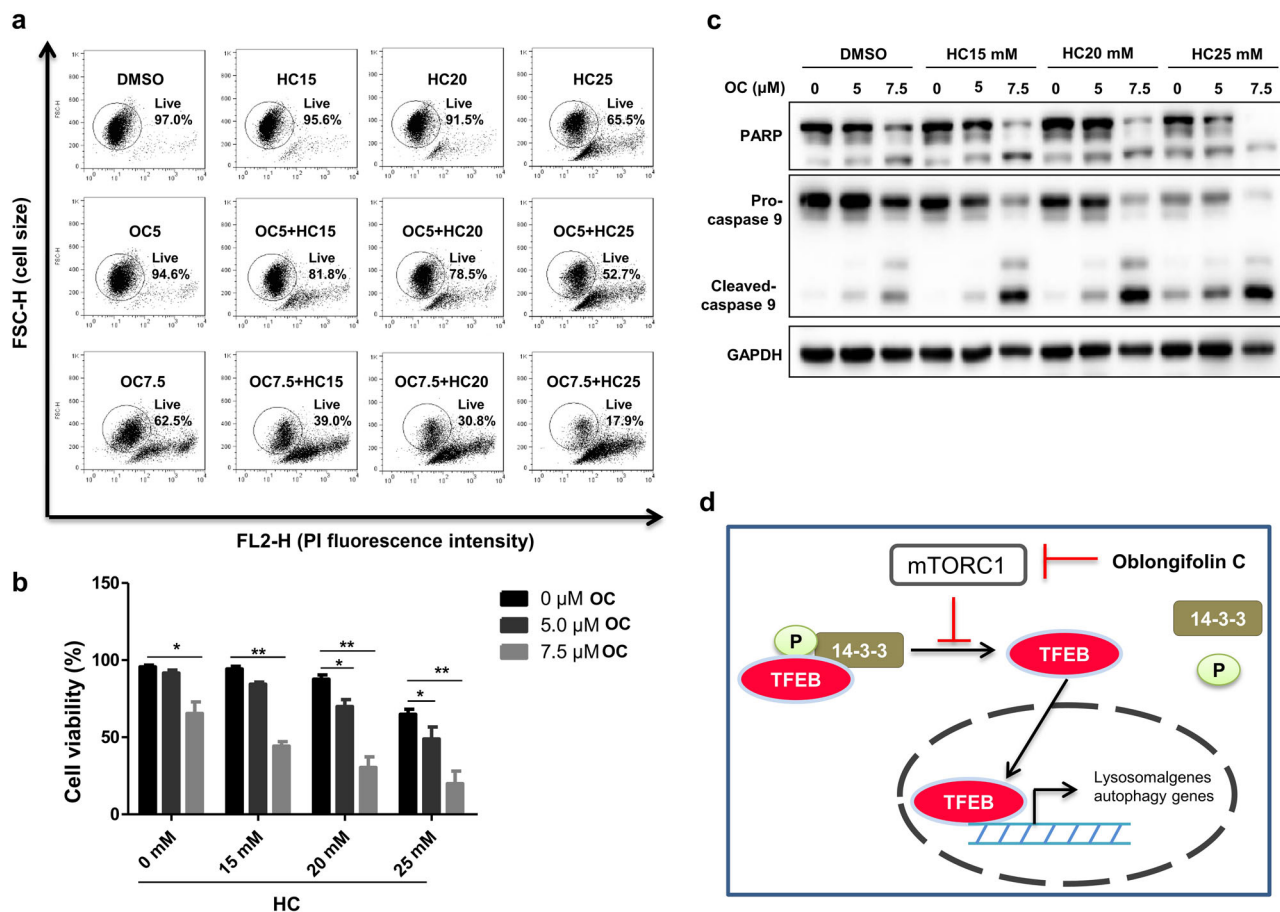 a
FSC-H (cell size)
DMSO
Live
97.0%
HC15
Live
95.6%
HC20
Live
91.5%
HC25
Live
65.5%
OC5
Live
94.6%
OC5+HC15
Live
81.8%
OC5+HC20
Live
78.5%
OC5+HC25
Live
52.7%
OC7.5
Live
62.5%
OC7.5+HC15
Live
39.0%
OC7.5+HC20
Live
30.8%
OC7.5+HC25
Live
17.9%
FL2-H (PI fluorescence intensity)
b
Cell viability (%)
150
100
50
0
* ** ** * ** *
0 µM OC
5.0 µM OC
7.5 µM OC
0 mM 15 mM 20 mM 25 mM
HC
c
DMSO HC15 mM HC20 mM HC25 mM
OC (µM) 0 5 7.5 0 5 7.5 0 5 7.5 0 5 7.5
PARP
Pro-
caspase 9
Cleaved-
caspase 9
GAPDH
d
mTORC1
Oblongifolin C
14-3-3
P
14-3-3
TFEB
TFEB
P
TFEB
Lysosomalgenes
autophagy genes